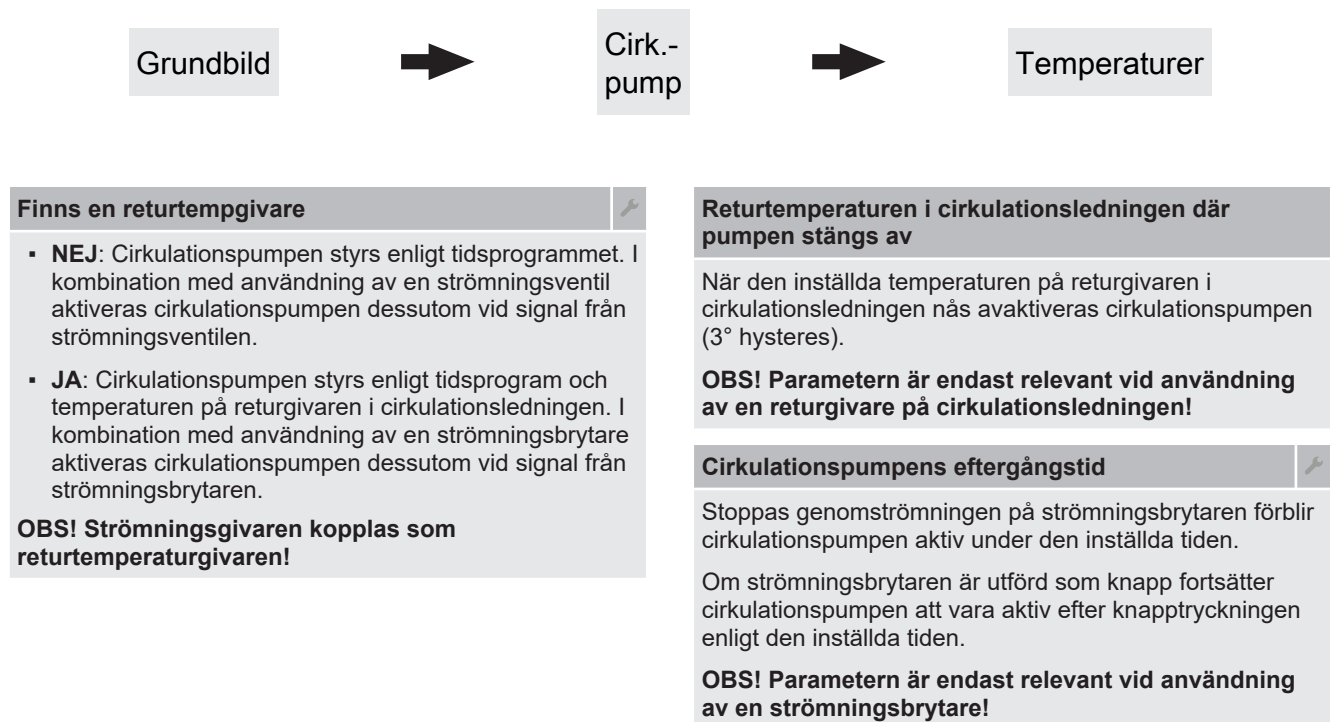 Grundbild
Cirk.-
pump
Temperaturer
Finns en returtempgivare
▪ NEJ: Cirkulationspumpen styrs enligt tidsprogrammet. I
kombination med användning av en strömningsventil
aktiveras cirkulationspumpen dessutom vid signal från
strömningsventilen.
▪ JA: Cirkulationspumpen styrs enligt tidsprogram och
temperaturen på returgivaren i cirkulationsledningen. I
kombination med användning av en strömningsbrytare
aktiveras cirkulationspumpen dessutom vid signal från
strömningsbrytaren.
OBS! Strömningsgivaren kopplas som
returtemperaturgivaren!
Returtemperaturen i cirkulationsledningen där
pumpen stängs av
När den inställda temperaturen på returgivaren i
cirkulationsledningen nås avaktiveras cirkulationspumpen
(3° hysteres).
OBS! Parametern är endast relevant vid användning
av en returgivare på cirkulationsledningen!
Cirkulationspumpens eftergångstid
Stoppas genomströmningen på strömningsbrytaren förblir
cirkulationspumpen aktiv under den inställda tiden.
Om strömningsbrytaren är utförd som knapp fortsätter
cirkulationspumpen att vara aktiv efter knapptryckningen
enligt den inställda tiden.
OBS! Parametern är endast relevant vid användning
av en strömningsbrytare!